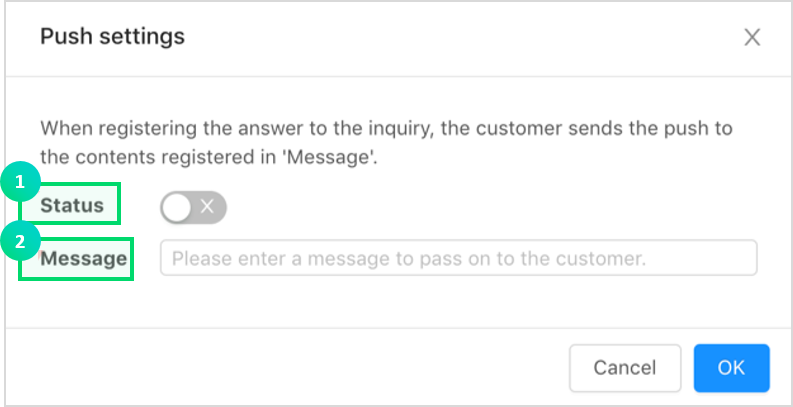 Push settings
When registering the answer to the inquiry, the customer sends the push to
the contents registered in 'Message'.
1
Status
2
Message
Please enter a message to pass on to the customer.
Cancel
OK